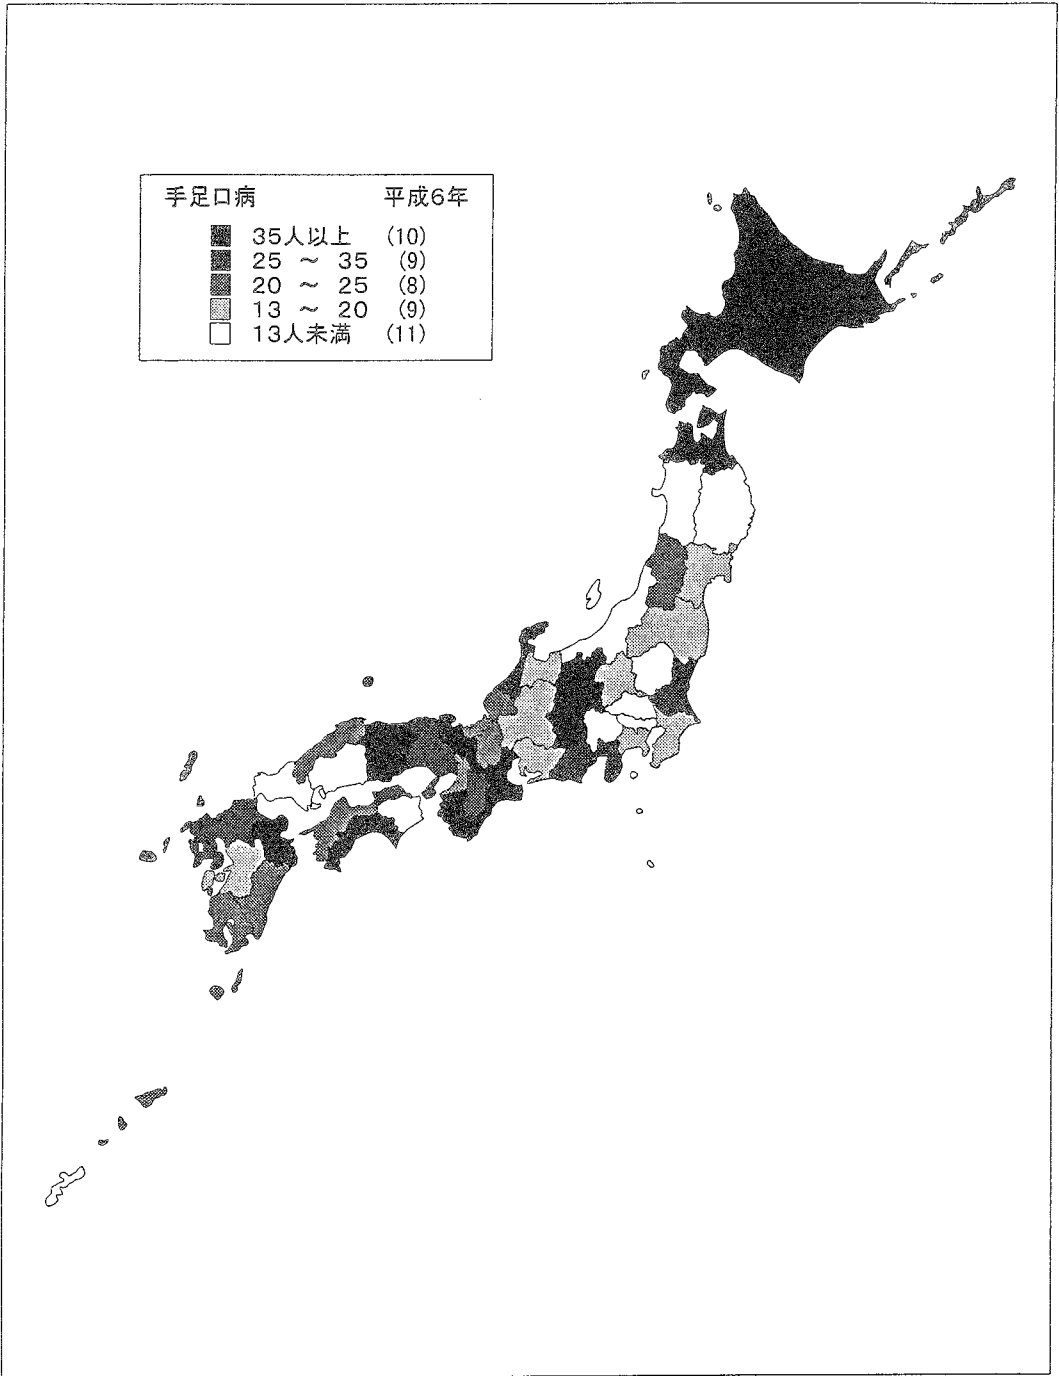 手足口病 平成6年
35人以上 (10)
25 ～ 35 (9)
20 ～ 25 (8)
13 ～ 20 (9)
13人未満 (11)